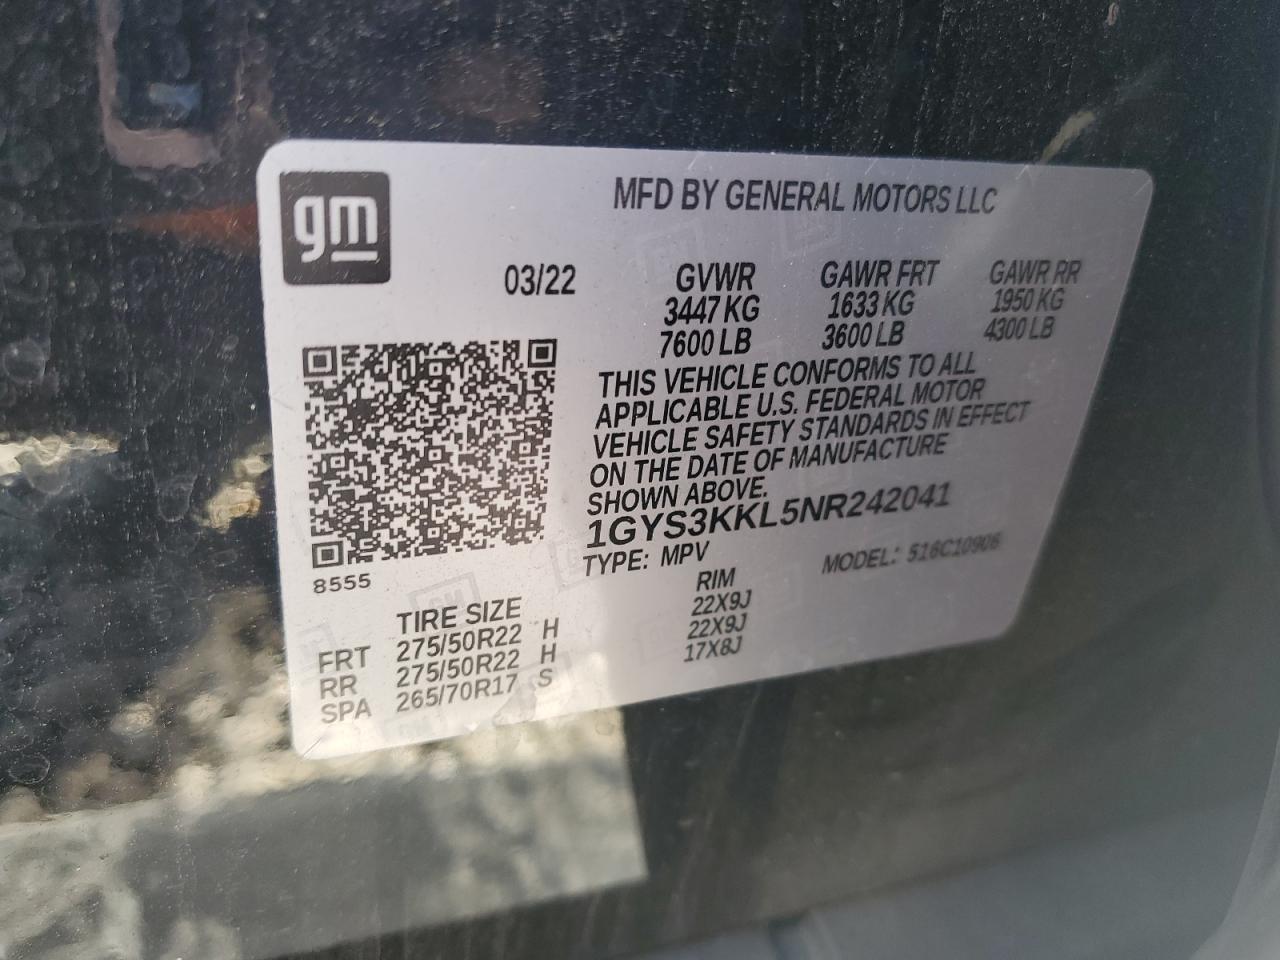 gm
MFD BY GENERAL MOTORS LLC
03/22 GVWR GAWR FRT GAWR RR
3447 KG 1633 KG 1950 KG
7600 LB 3600 LB 4300 LB
THIS VEHICLE CONFORMS TO ALL
APPLICABLE U.S. FEDERAL MOTOR
VEHICLE SAFETY STANDARDS IN EFFECT
ON THE DATE OF MANUFACTURE
SHOWN ABOVE.
1GYS3KKL5NR242041
TYPE: MPV MODEL: 516C10906
8555
TIRE SIZE RIM
FRT 275/50R22 H 22X9J
RR 275/50R22 H 22X9J
SPA 265/70R17 S 17X8J